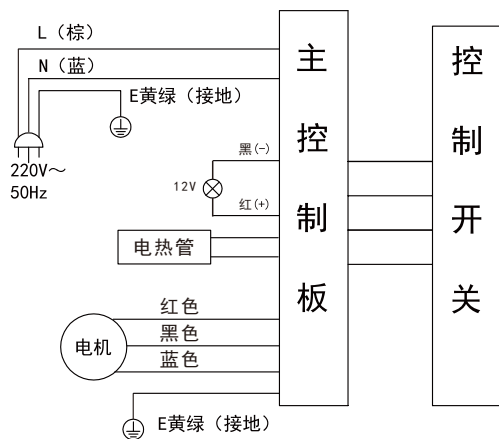 L（棕）
N（蓝）
E黄绿（接地）
220V～
50Hz
黑(-)
12V
红(+)
电热管
红色
黑色
蓝色
电机
E黄绿（接地）
主控制板
控制开关